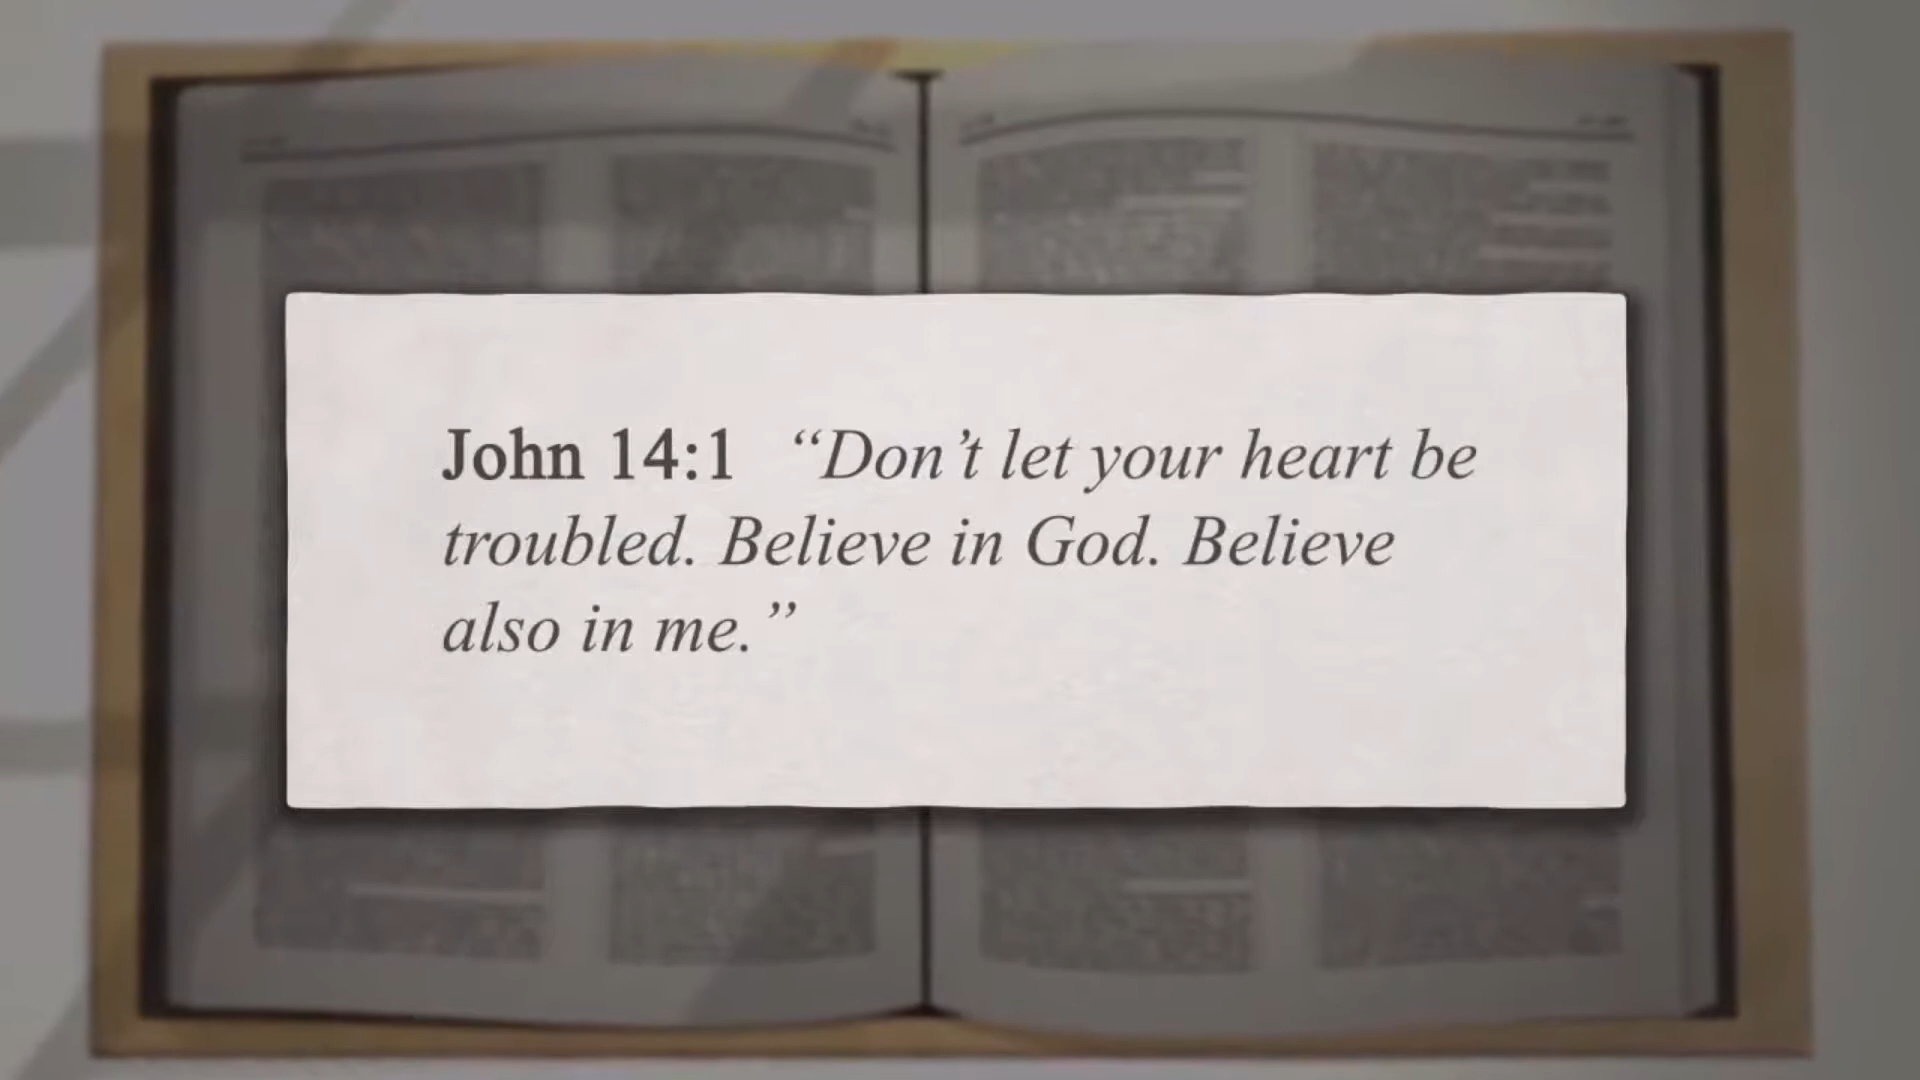 John 14:1 “Don’t let your heart be
troubled. Believe in God. Believe
also in me.”